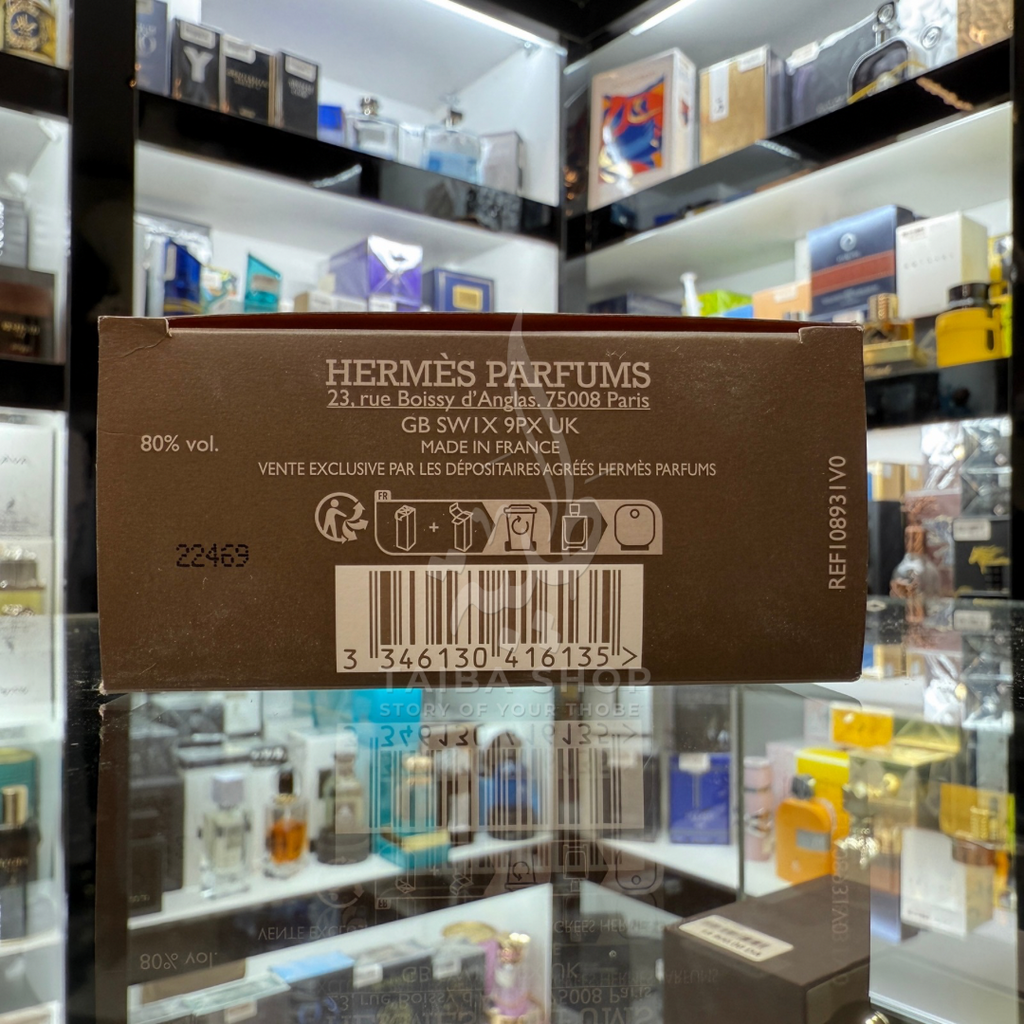 HERMÈS PARFUMS
23, rue Boissy d'Anglas. 75008 Paris
GB SW1X 9PX UK
80% vol.
MADE IN FRANCE
VENTE EXCLUSIVE PAR LES DÉPOSITAIRES AGRÉÉS HERMÈS PARFUMS
FR
22469
REF108931V0
3 346130 416135 >
TAIBA SHOP
STORY OF YOUR THOBE